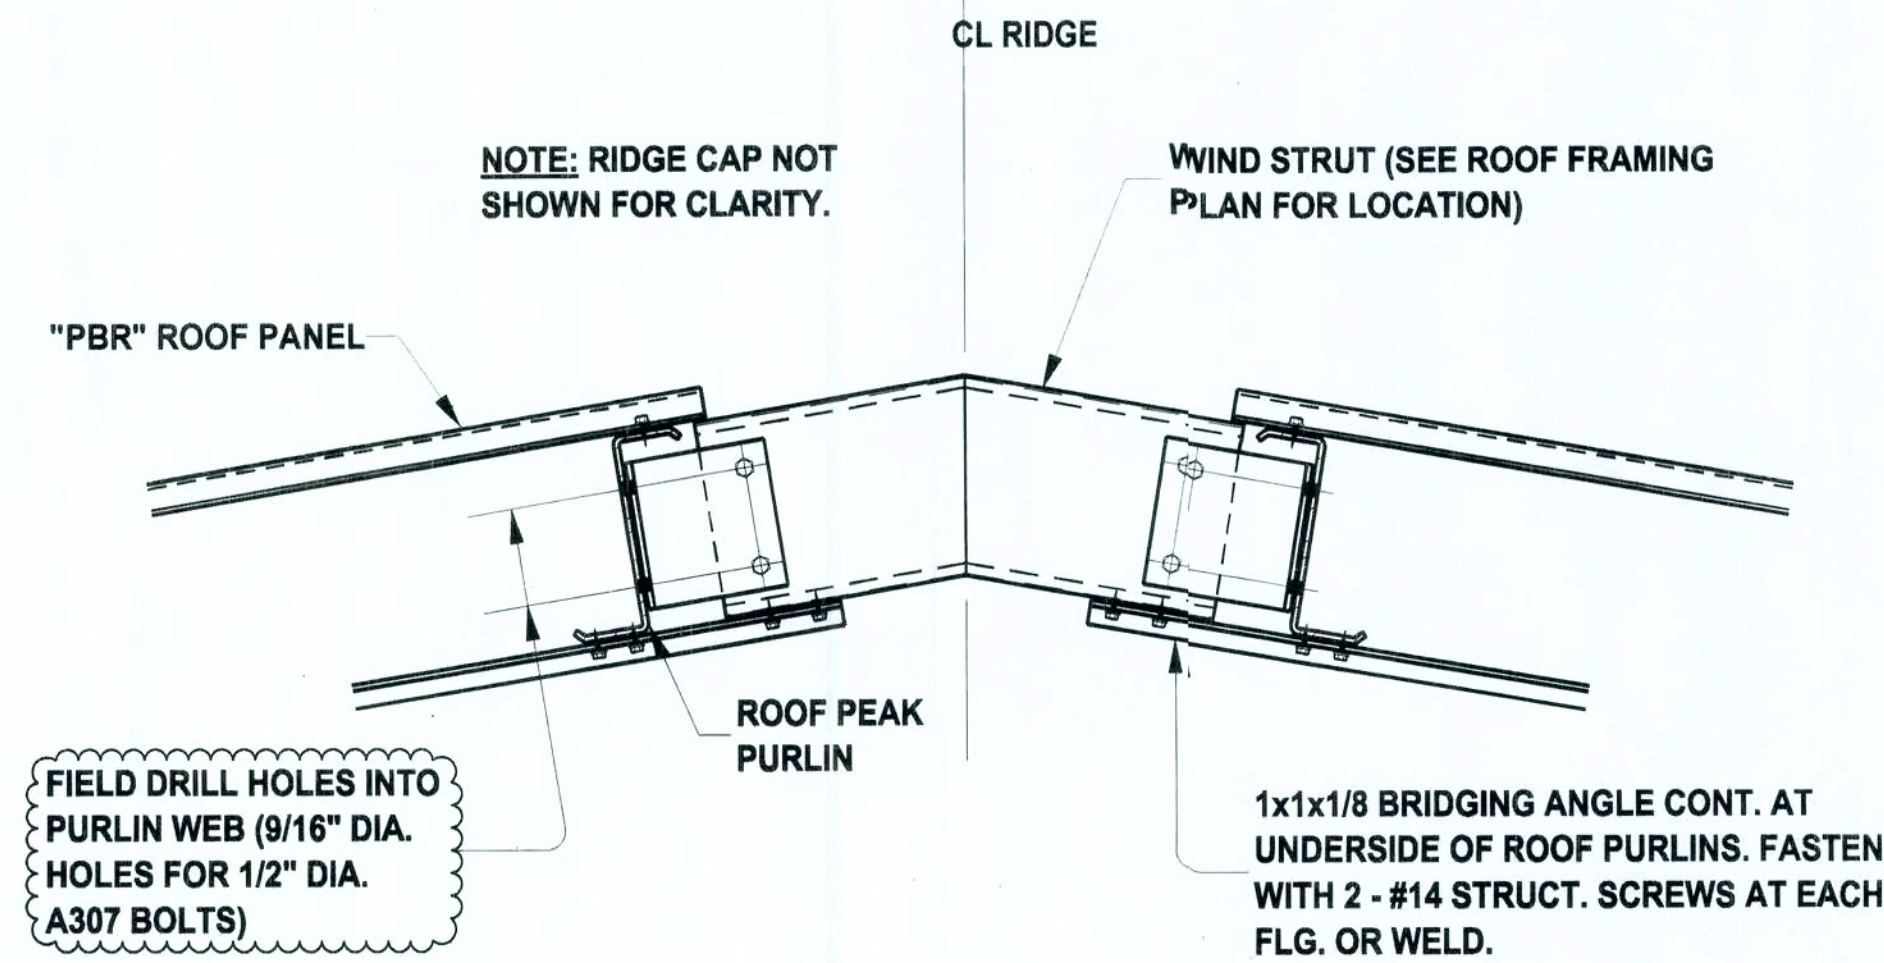 CL RIDGE
NOTE: RIDGE CAP NOT
SHOWN FOR CLARITY.
WIND STRUT (SEE ROOF FRAMING
PLAN FOR LOCATION)
"PBR" ROOF PANEL
ROOF PEAK
PURLIN
FIELD DRILL HOLES INTO
PURLIN WEB (9/16" DIA.
HOLES FOR 1/2" DIA.
A307 BOLTS)
1x1x1/8 BRIDGING ANGLE CONT. AT
UNDERSIDE OF ROOF PURLINS. FASTEN
WITH 2 - #14 STRUCT. SCREWS AT EACH
FLG. OR WELD.